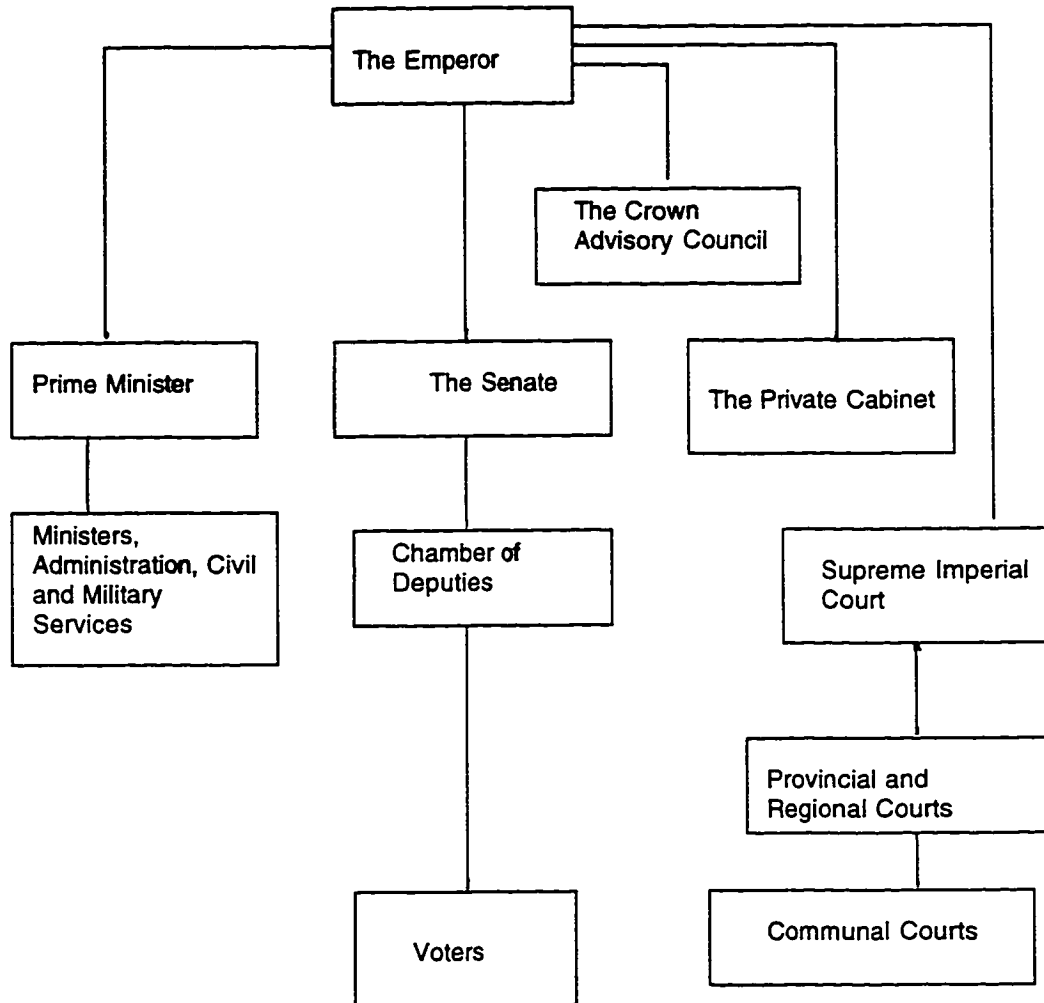 The Emperor
The Crown
Advisory Council
Prime Minister
The Senate
The Private Cabinet
Ministers,
Administration, Civil
and Military
Services
Chamber of
Deputies
Supreme Imperial
Court
Provincial and
Regional Courts
Voters
Communal Courts